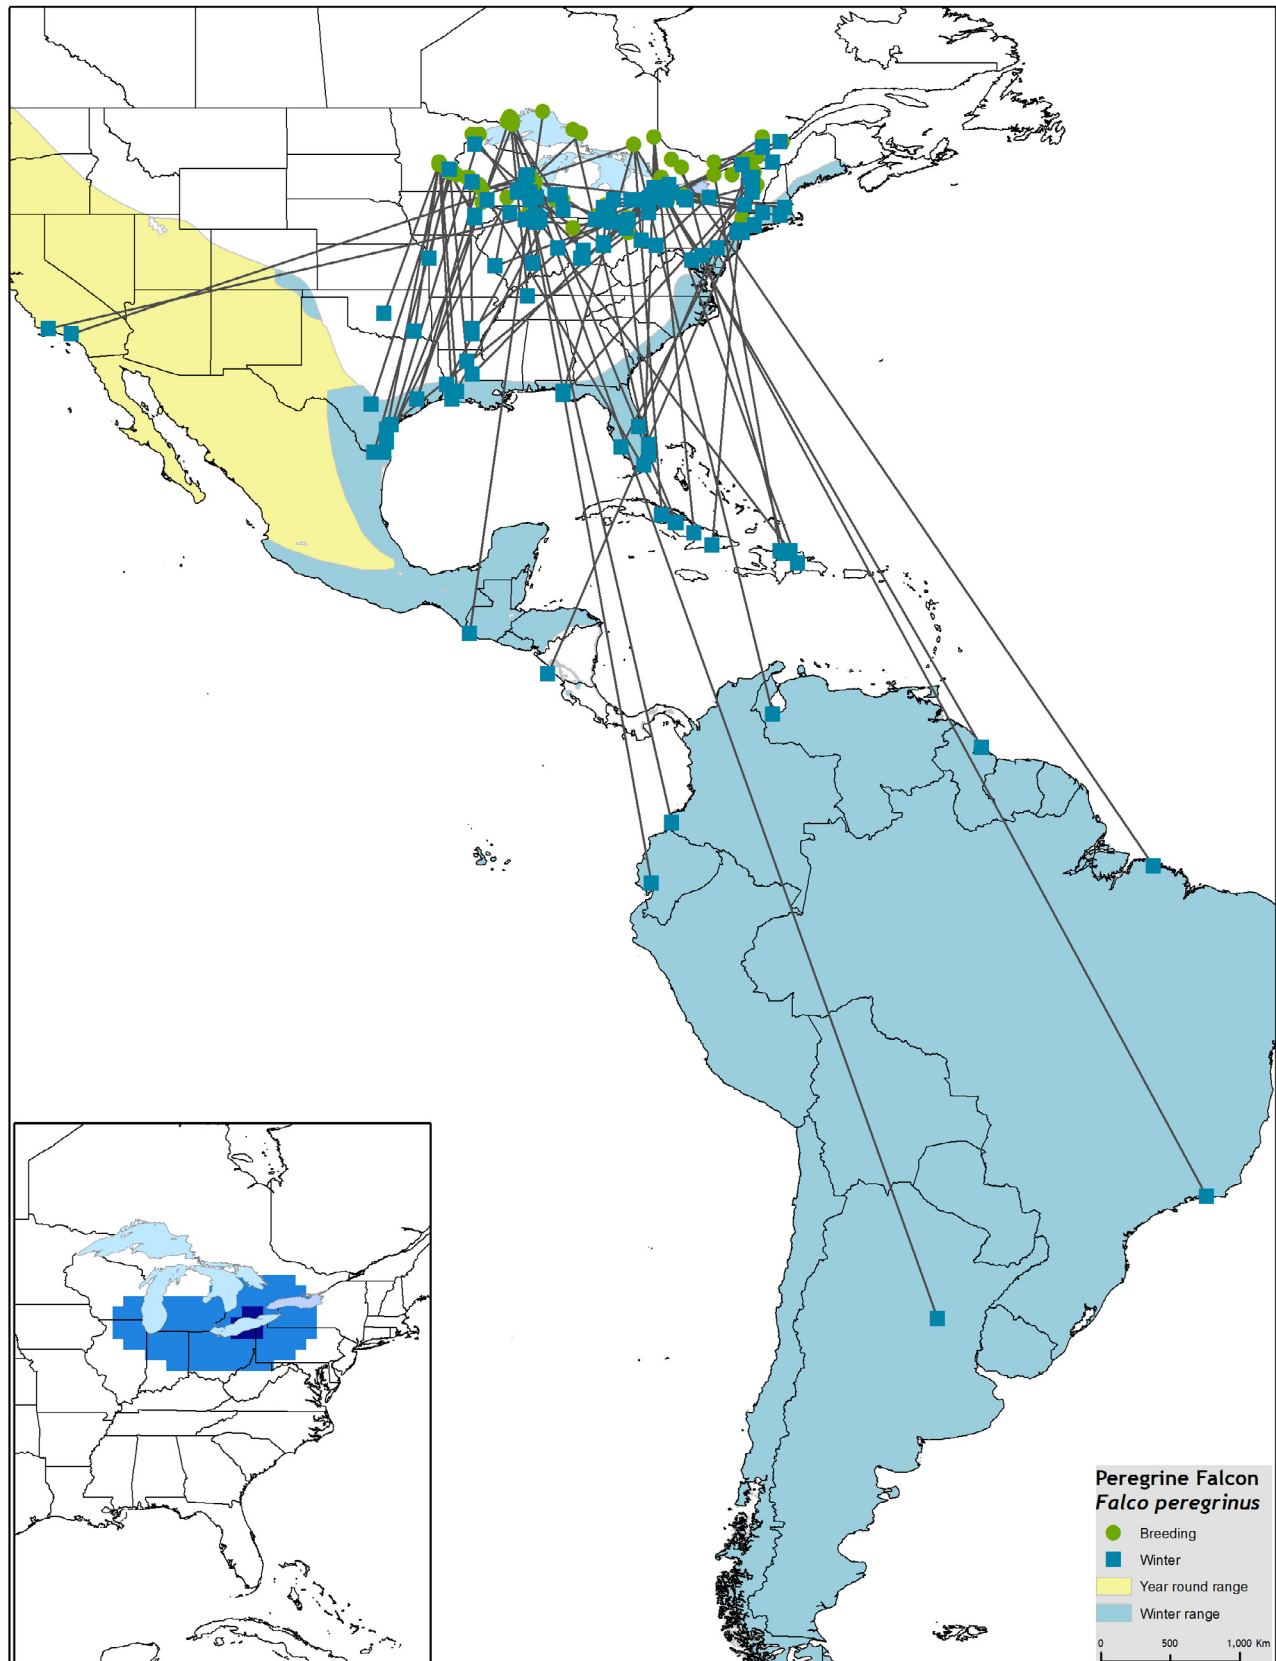 Peregrine Falcon
Falco peregrinus
Breeding
Winter
Year round range
Winter range
0 500 1,000 Km